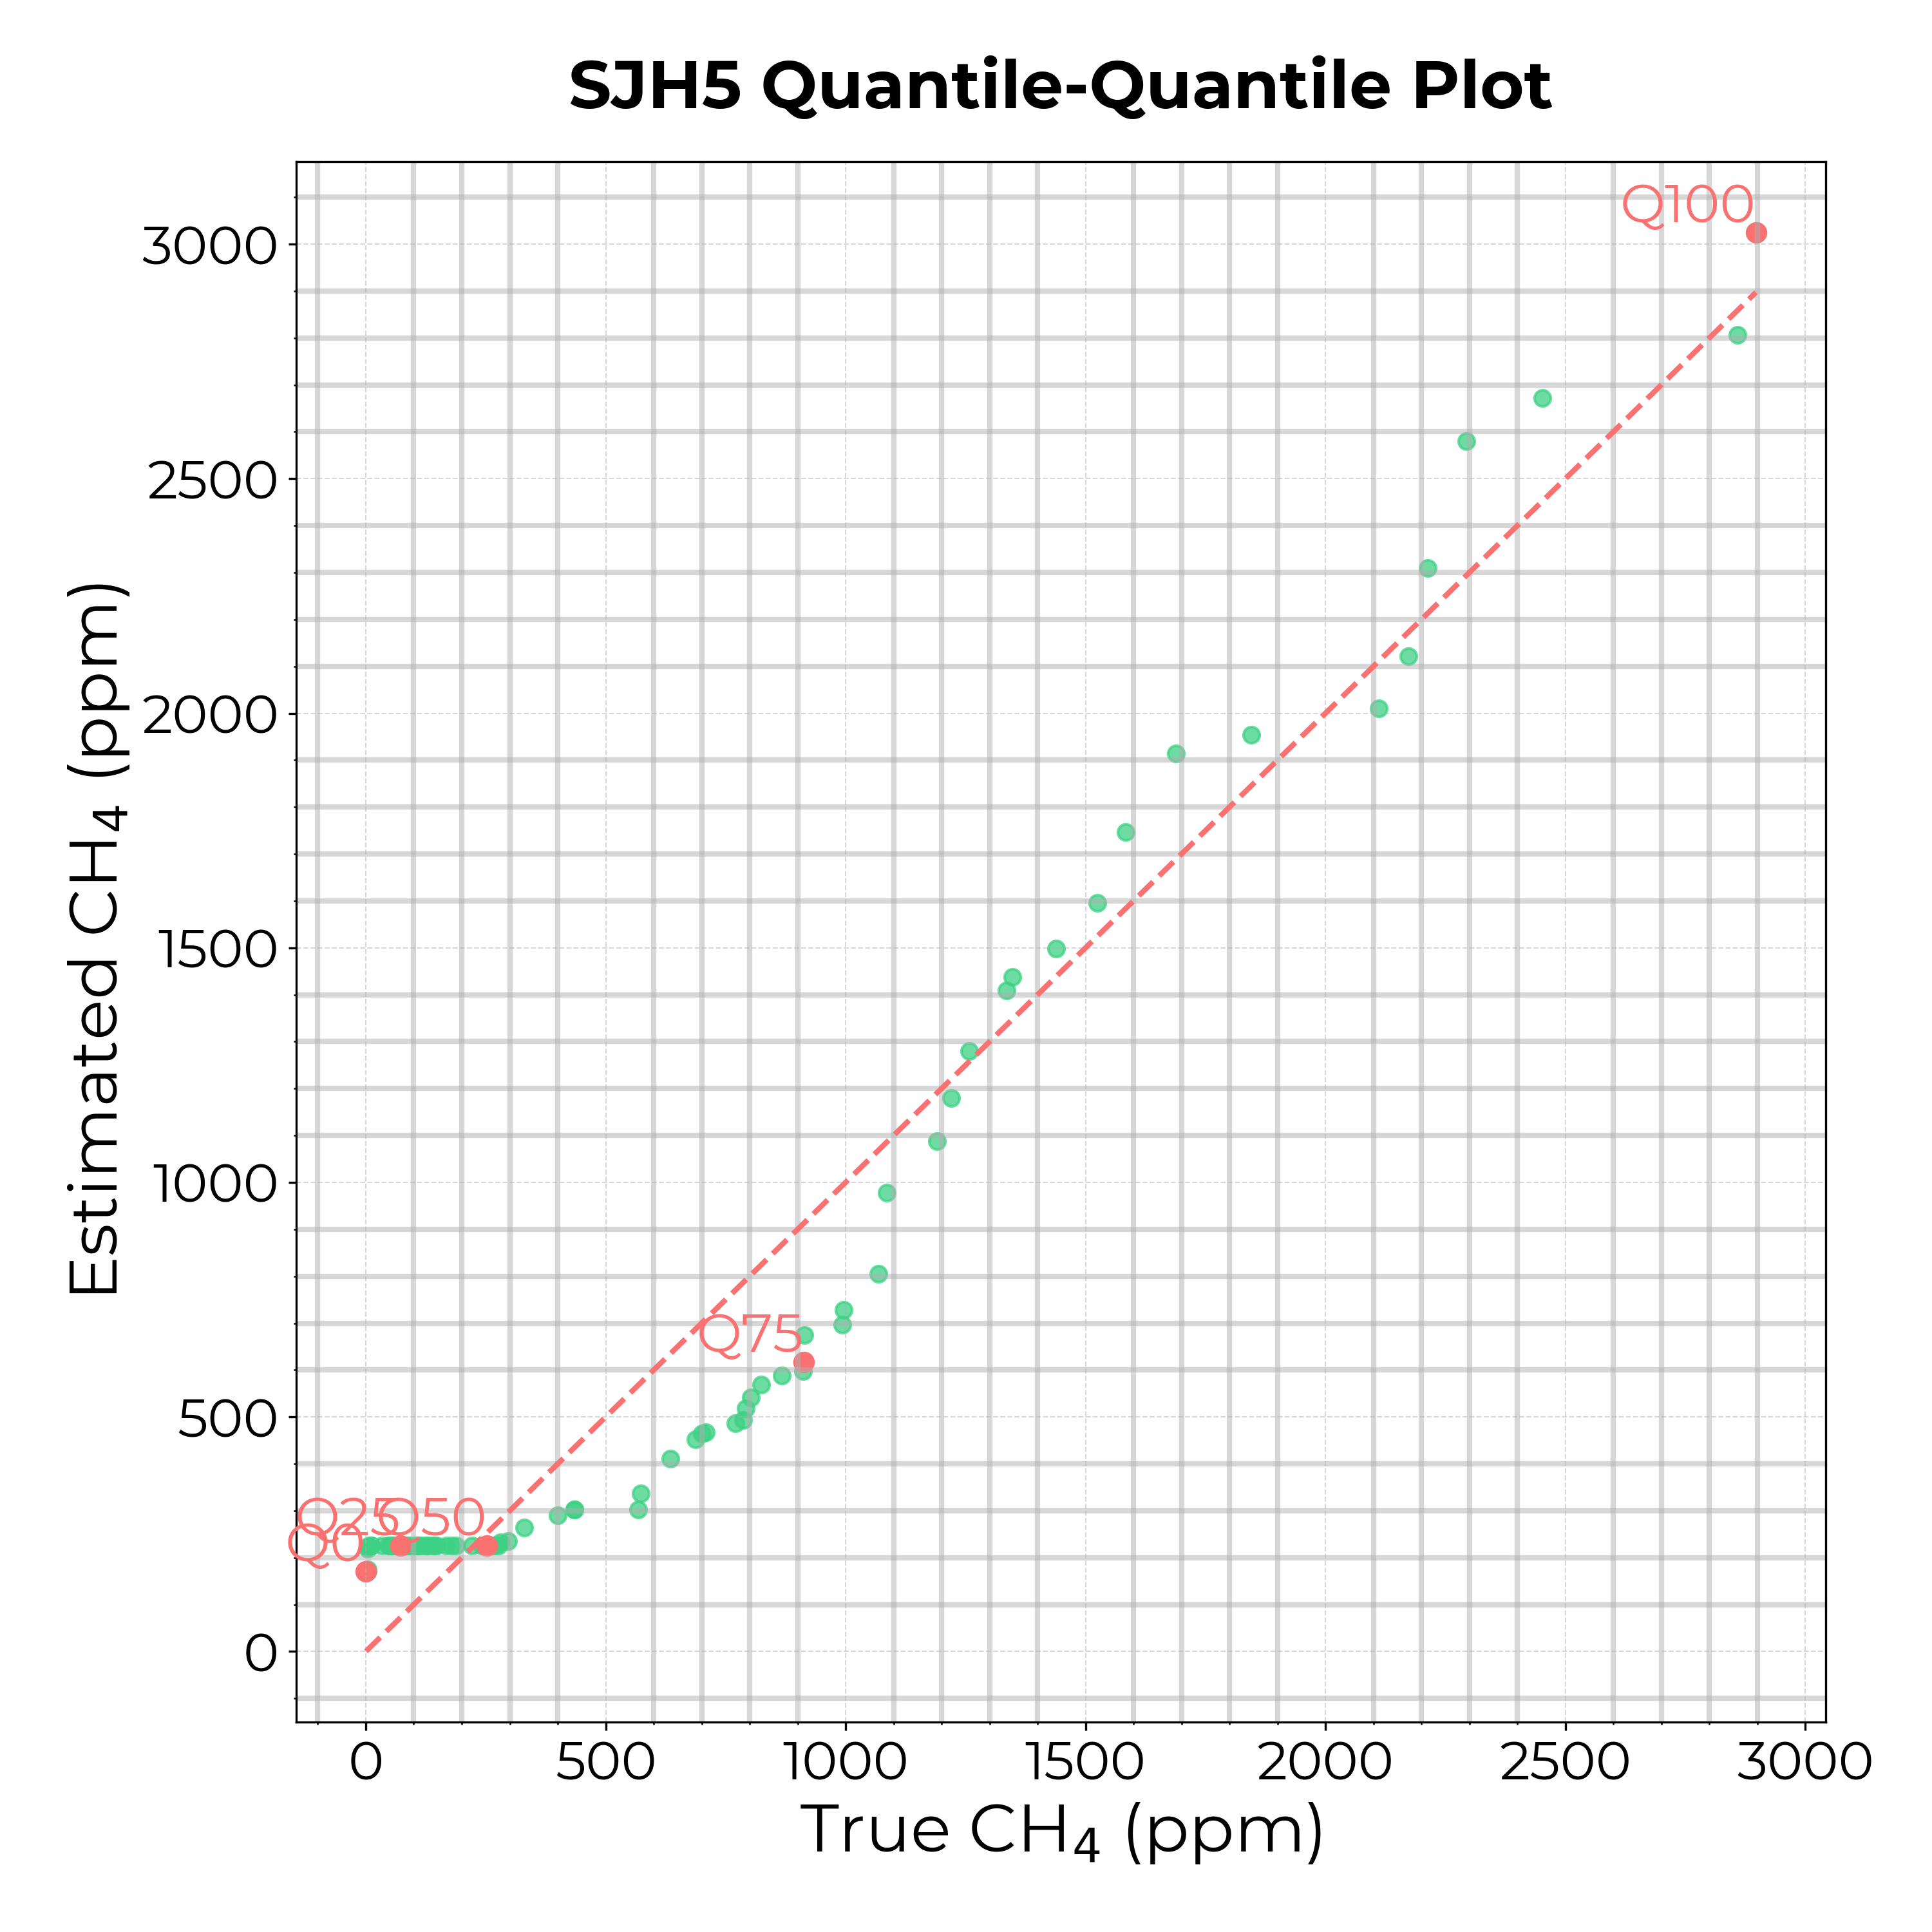 SJH5 Quantile-Quantile Plot
Estimated CH₄ (ppm)
3000
2500
2000
1500
1000
500
0
Q100
Q75
Q25
Q50
Q0
0 500 1000 1500 2000 2500 3000
True CH₄ (ppm)